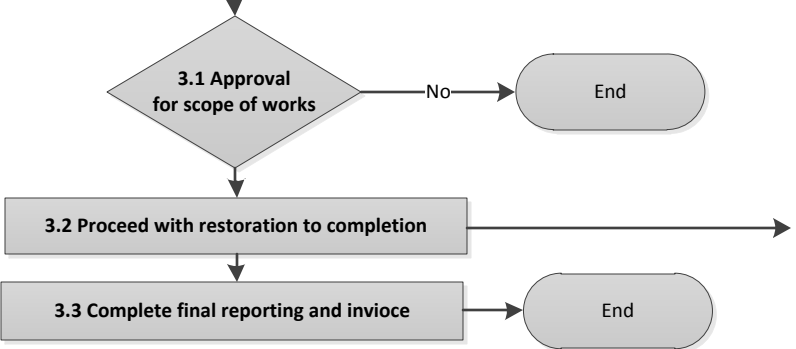 3.1 Approval
for scope of works
No
End
3.2 Proceed with restoration to completion
3.3 Complete final reporting and invioce
End